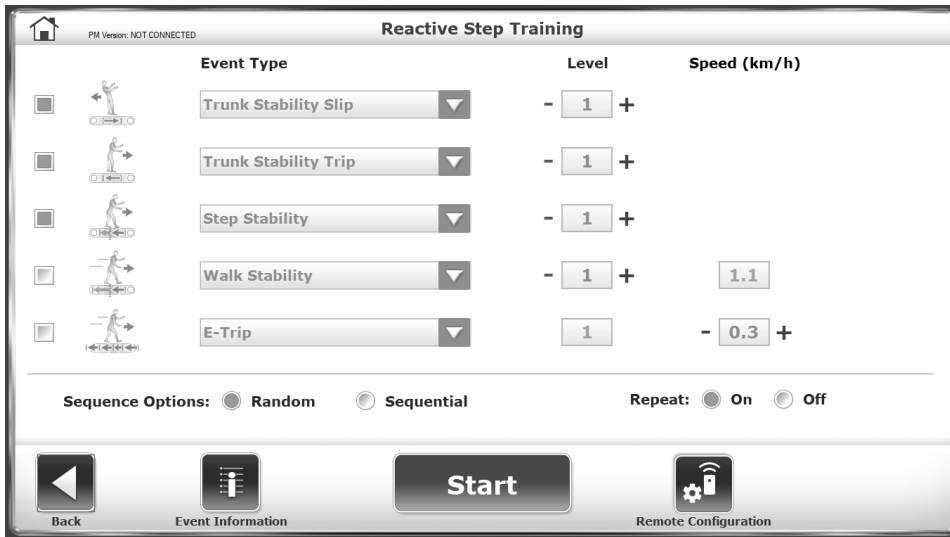 PM Version: NOT CONNECTED
Reactive Step Training
Event Type Level Speed (km/h)
Trunk Stability Slip - 1 +
Trunk Stability Trip - 1 +
Step Stability - 1 +
Walk Stability - 1 + 1.1
E-Trip 1 - 0.3 +
Sequence Options: Random Sequential Repeat: On Off
Start
Back Event Information Remote Configuration